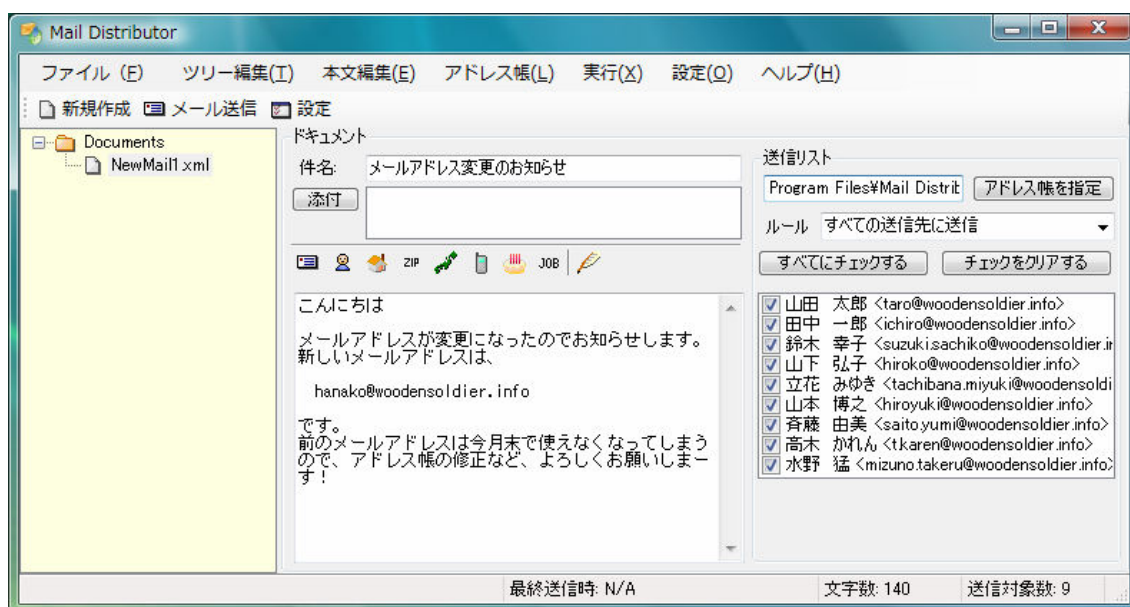 Mail Distributor
ファイル (F) ツリー編集(T) 本文編集(E) アドレス帳(L) 実行(X) 設定(O) ヘルプ(H)
新規作成 メール送信 設定
Documents
NewMail1.xml
ドキュメント
件名: メールアドレス変更のお知らせ
添付
ZIP JOB
こんにちは
メールアドレスが変更になったのでお知らせします。
新しいメールアドレスは、
hanako@woodensoldier.info
です。
前のメールアドレスは今月末で使えなくなってしまう
ので、アドレス帳の修正など、よろしくお願いしまー
す!
送信リスト
Program Files¥Mail Distrib アドレス帳を指定
ルール すべての送信先に送信
すべてにチェックする チェックをクリアする
山田 太郎 <taro@woodensoldier.info>
田中 一郎 <ichiro@woodensoldier.info>
鈴木 幸子 <suzuki.sachiko@woodensoldier.ir
山下 弘子 <hiroko@woodensoldier.info>
立花 みゆき <tachibana.miyuki@woodensoldi
山本 博之 <hiroyuki@woodensoldier.info>
斉藤 由美 <saito.yumi@woodensoldier.info>
高木 かれん <t.karen@woodensoldier.info>
水野 猛 <mizuno.takeru@woodensoldier.info>
最終送信時: N/A 文字数: 140 送信対象数: 9